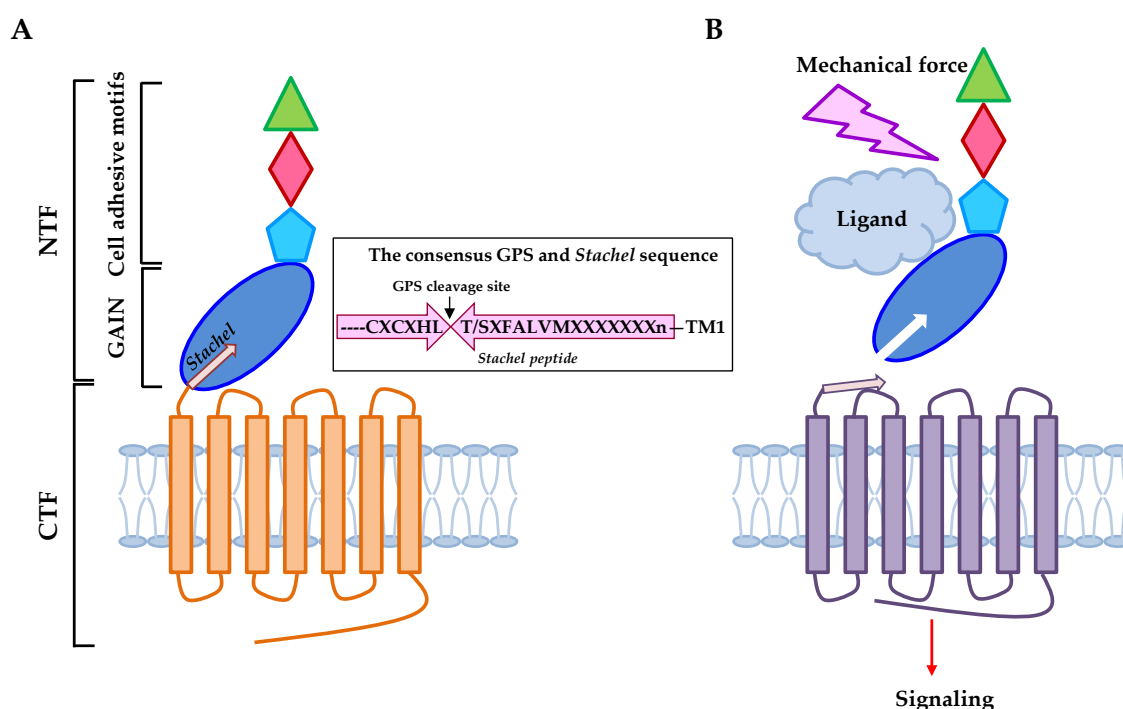 A
B
NTF
CTF
Cell adhesive motifs
GAIN
Stachel
The consensus GPS and Stachel sequence
GPS cleavage site
----CXCXHL T/SXFALVMXXXXXXXn —TM1
Stachel peptide
Mechanical force
Ligand
Signaling